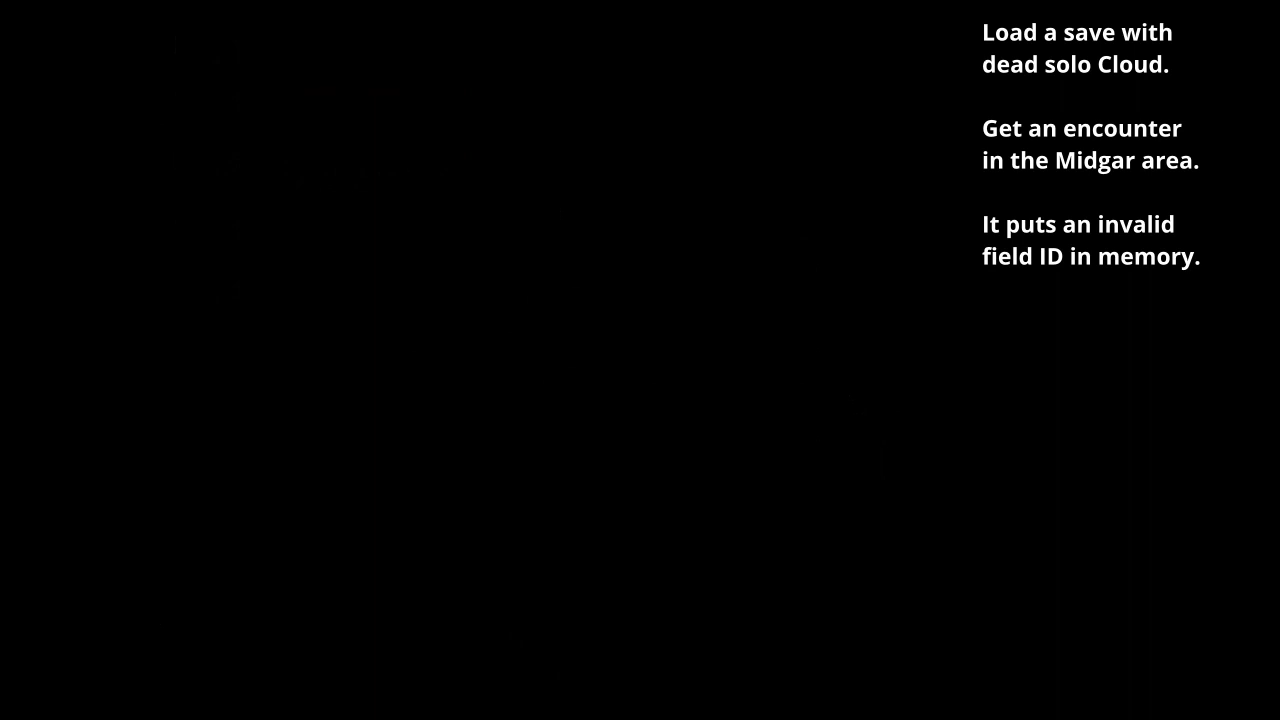 Load a save with
dead solo Cloud.
Get an encounter
in the Midgar area.
It puts an invalid
field ID in memory.